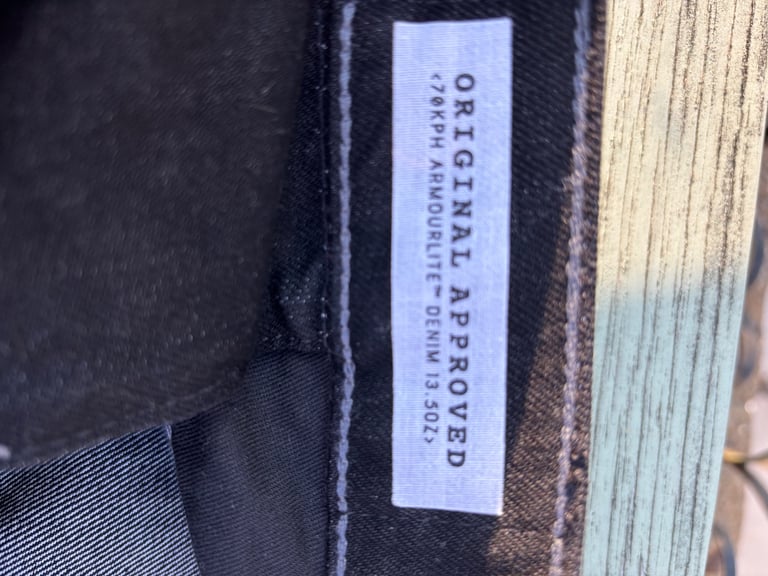 ORIGINAL APPROVED
<70KPH ARMOURLITE™ DENIM 13.5OZ>